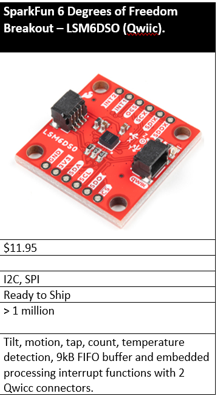 SparkFun 6 Degrees of Freedom
Breakout – LSM6DSO (Qwiic).
LSM6DSO
$11.95
I2C, SPI
Ready to Ship
> 1 million
Tilt, motion, tap, count, temperature
detection, 9kB FIFO buffer and embedded
processing interrupt functions with 2
Qwicc connectors.